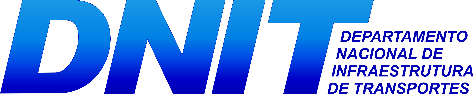 DNIT
DEPARTAMENTO
NACIONAL DE
INFRAESTRUTURA
DE TRANSPORTES